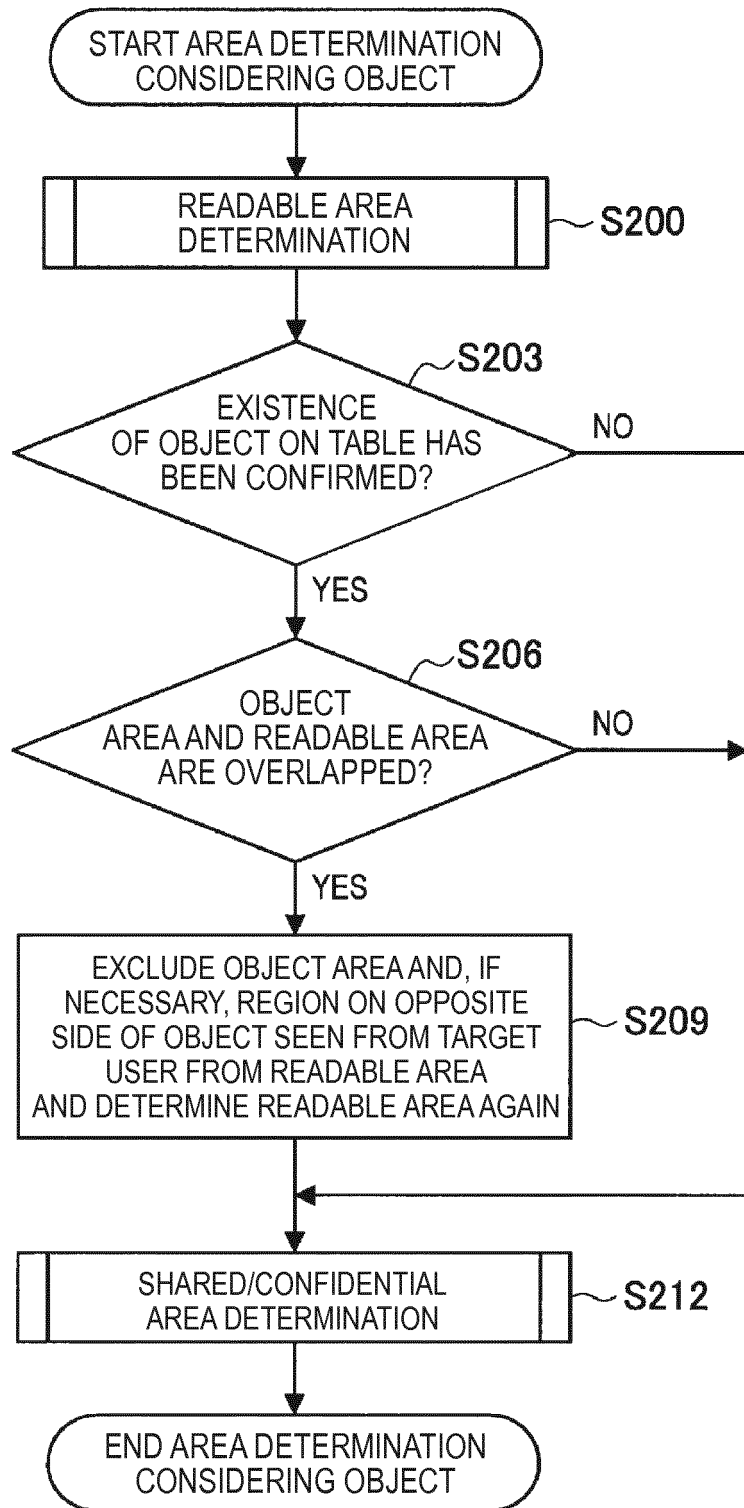 START AREA DETERMINATION
CONSIDERING OBJECT
READABLE AREA
DETERMINATION
S200
S203
EXISTENCE
OF OBJECT ON TABLE HAS
BEEN CONFIRMED?
NO
YES
S206
OBJECT
AREA AND READABLE AREA
ARE OVERLAPPED?
NO
YES
EXCLUDE OBJECT AREA AND, IF
NECESSARY, REGION ON OPPOSITE
SIDE OF OBJECT SEEN FROM TARGET
USER FROM READABLE AREA
AND DETERMINE READABLE AREA AGAIN
S209
SHARED/CONFIDENTIAL
AREA DETERMINATION
S212
END AREA DETERMINATION
CONSIDERING OBJECT